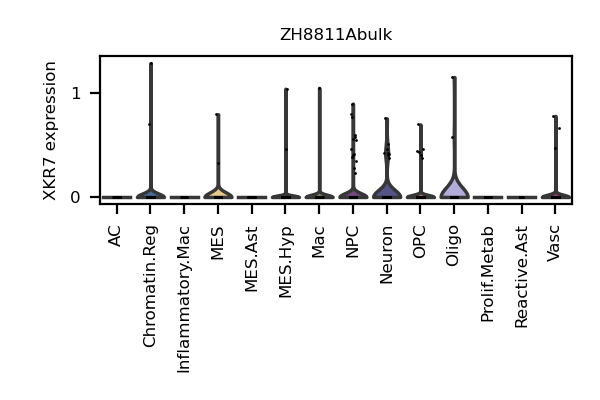 ZH8811Abulk
XKR7 expression
1
0
AC
Chromatin.Reg
Inflammatory.Mac
MES
MES.Ast
MES.Hyp
Mac
NPC
Neuron
OPC
Oligo
Prolif.Metab
Reactive.Ast
Vasc